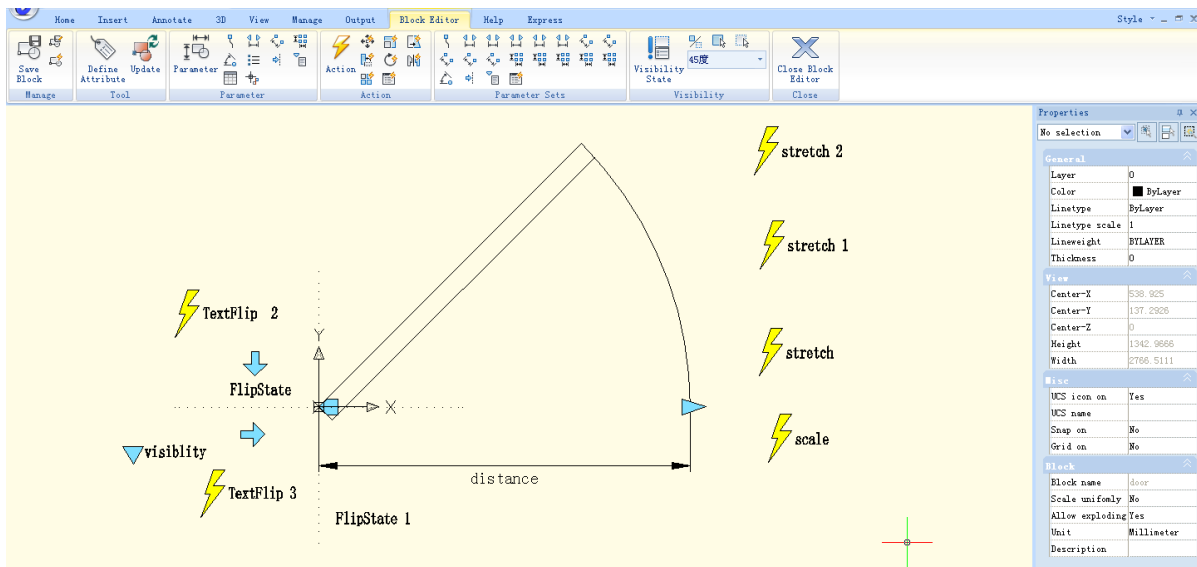 Home Insert Annotate 3D View Manage Output Block Editor Help Express Style
Save Block
Define Attribute
Update
Parameter
Action
Visibility State
45度
Close Block Editor
Manage Tool Parameter Action Parameter Sets Visibility Close
stretch 2
stretch 1
TextFlip 2
Y
stretch
FlipState
X
scale
visiblity
distance
TextFlip 3
FlipState 1
Properties
No selection
General
Layer 0
Color ByLayer
Linetype ByLayer
Linetype scale 1
Lineweight BYLAYER
Thickness 0
View
Center-X 538.925
Center-Y 137.2926
Center-Z 0
Height 1342.9666
Width 2766.5111
Misc
UCS icon on Yes
UCS name
Snap on No
Grid on No
Block
Block name door
Scale unifomly No
Allow exploding Yes
Unit Millimeter
Description